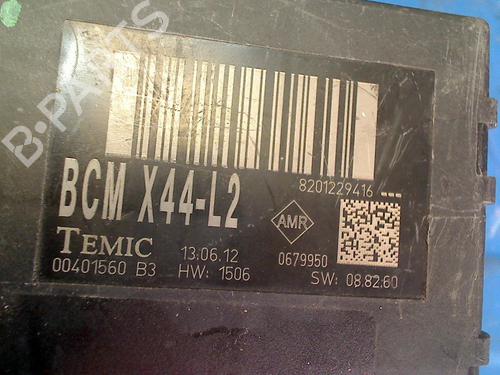 B-PARTS
8201229416
BCM X44-L2
AMR
TEMIC
13.06.12
0679950
00401560 B3
HW: 1506
SW: 08.82.60